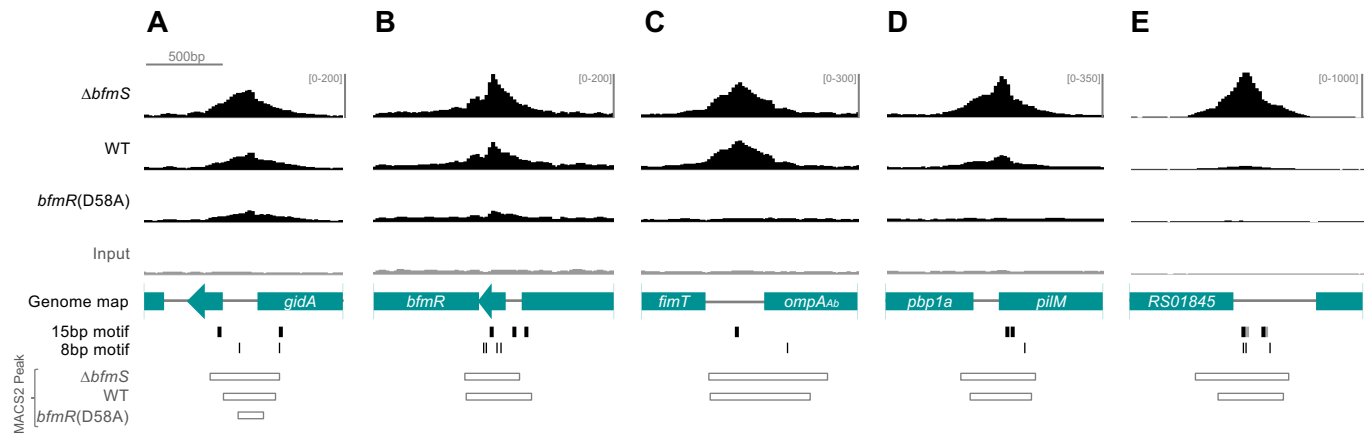 A B C D E
500bp
[0-200] [0-200] [0-300] [0-350] [0-1000]
ΔbfmS
WT
bfmR(D58A)
Input
Genome map gidA bfmR fimT ompAAb pbp1a pilM RS01845
15bp motif
8bp motif
MACS2 Peak
ΔbfmS
WT
bfmR(D58A)